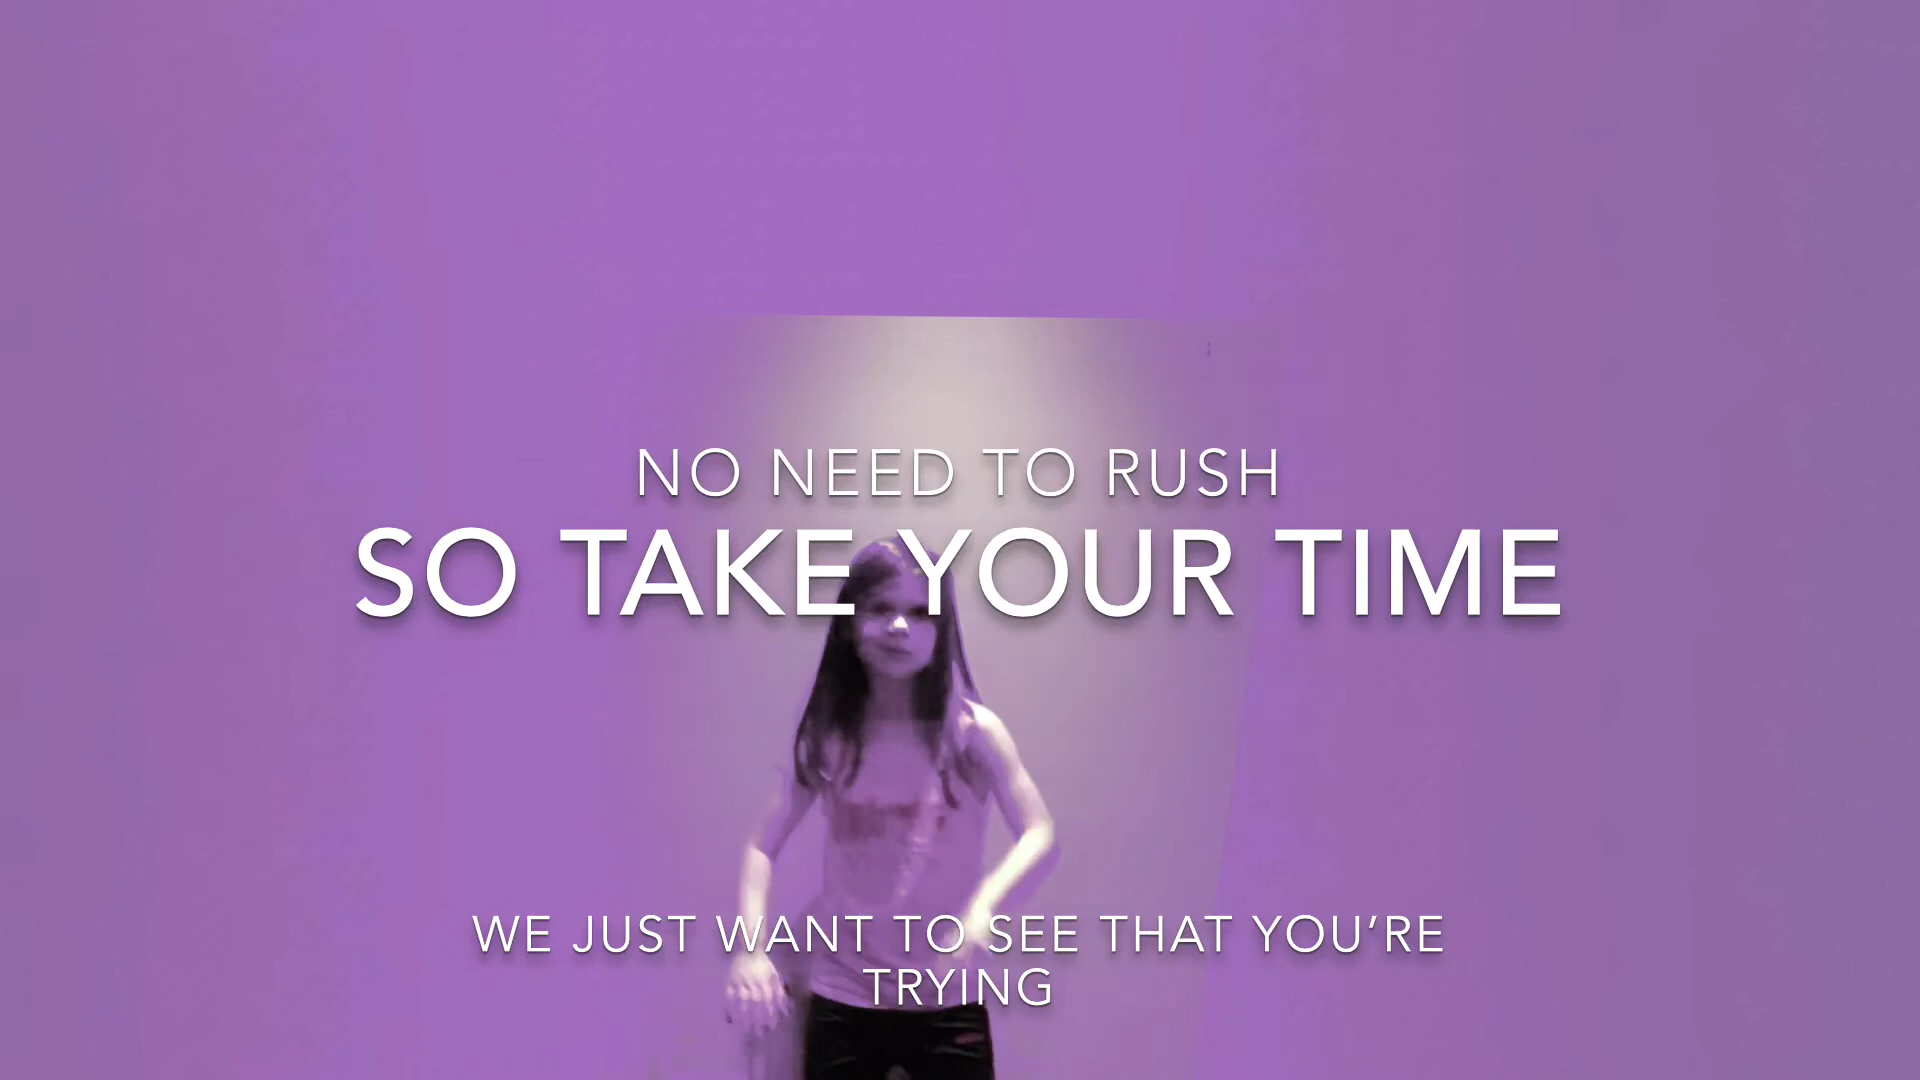 NO NEED TO RUSH
SO TAKE YOUR TIME
WE JUST WANT TO SEE THAT YOU’RE
TRYING